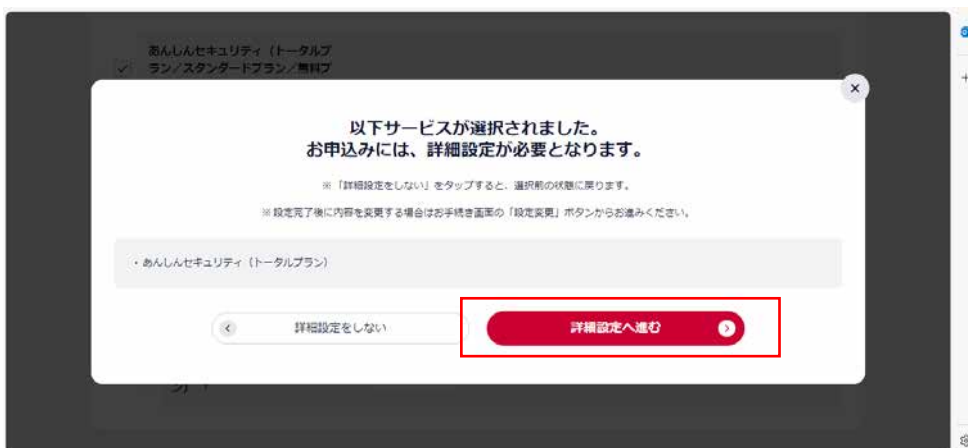 あんしんセキュリティ（トータルプ
ラン／スタンダードプラン／無料プ
以下サービスが選択されました。
お申込みには、詳細設定が必要となります。
※「詳細設定をしない」をタップすると、選択前の状態に戻ります。
※設定完了後に内容を変更する場合はお手続き画面の「設定変更」ボタンからお進みください。
・あんしんセキュリティ（トータルプラン）
詳細設定をしない
詳細設定へ進む